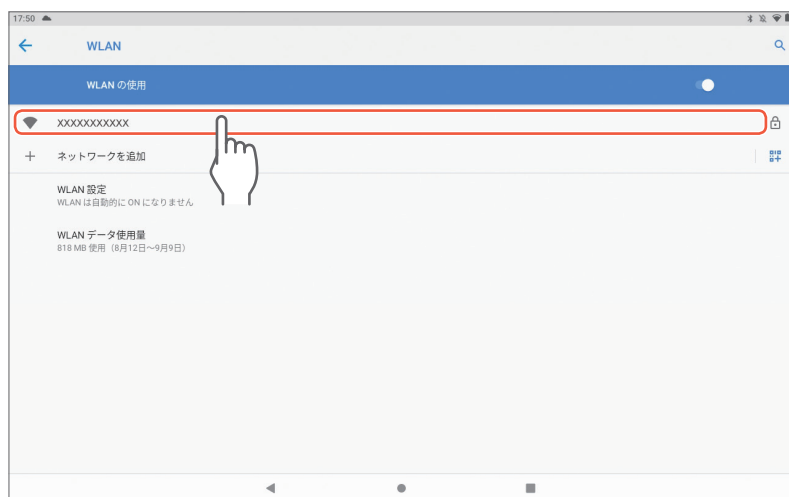 17:50
WLAN
WLAN の使用
XXXXXXXXXXX
ネットワークを追加
WLAN 設定
WLAN は自動的に ON になりません
WLAN データ使用量
818 MB 使用（8月12日～9月9日）